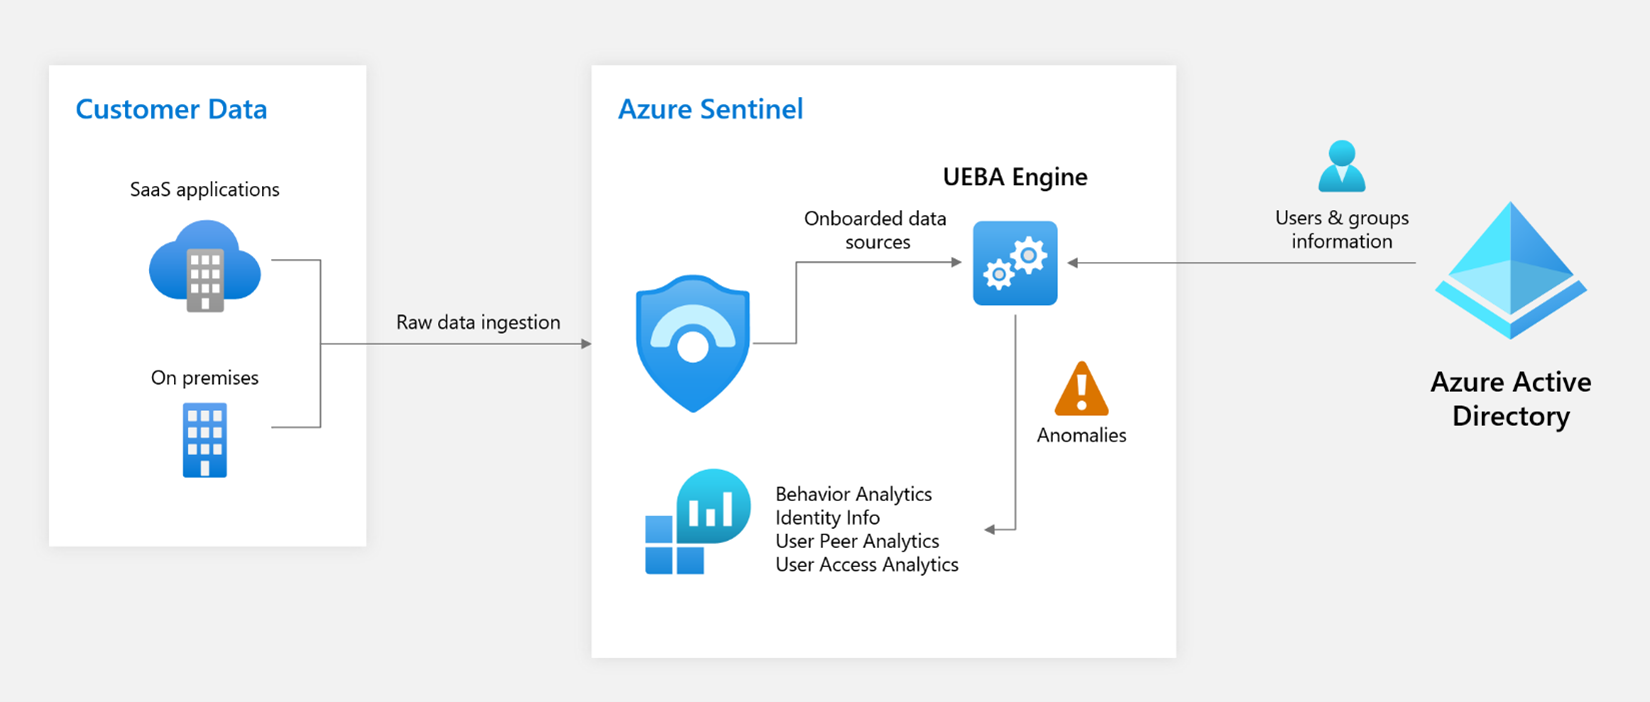 Customer Data
SaaS applications
On premises
Raw data ingestion
Azure Sentinel
UEBA Engine
Onboarded data
sources
Anomalies
Behavior Analytics
Identity Info
User Peer Analytics
User Access Analytics
Users & groups
information
Azure Active
Directory